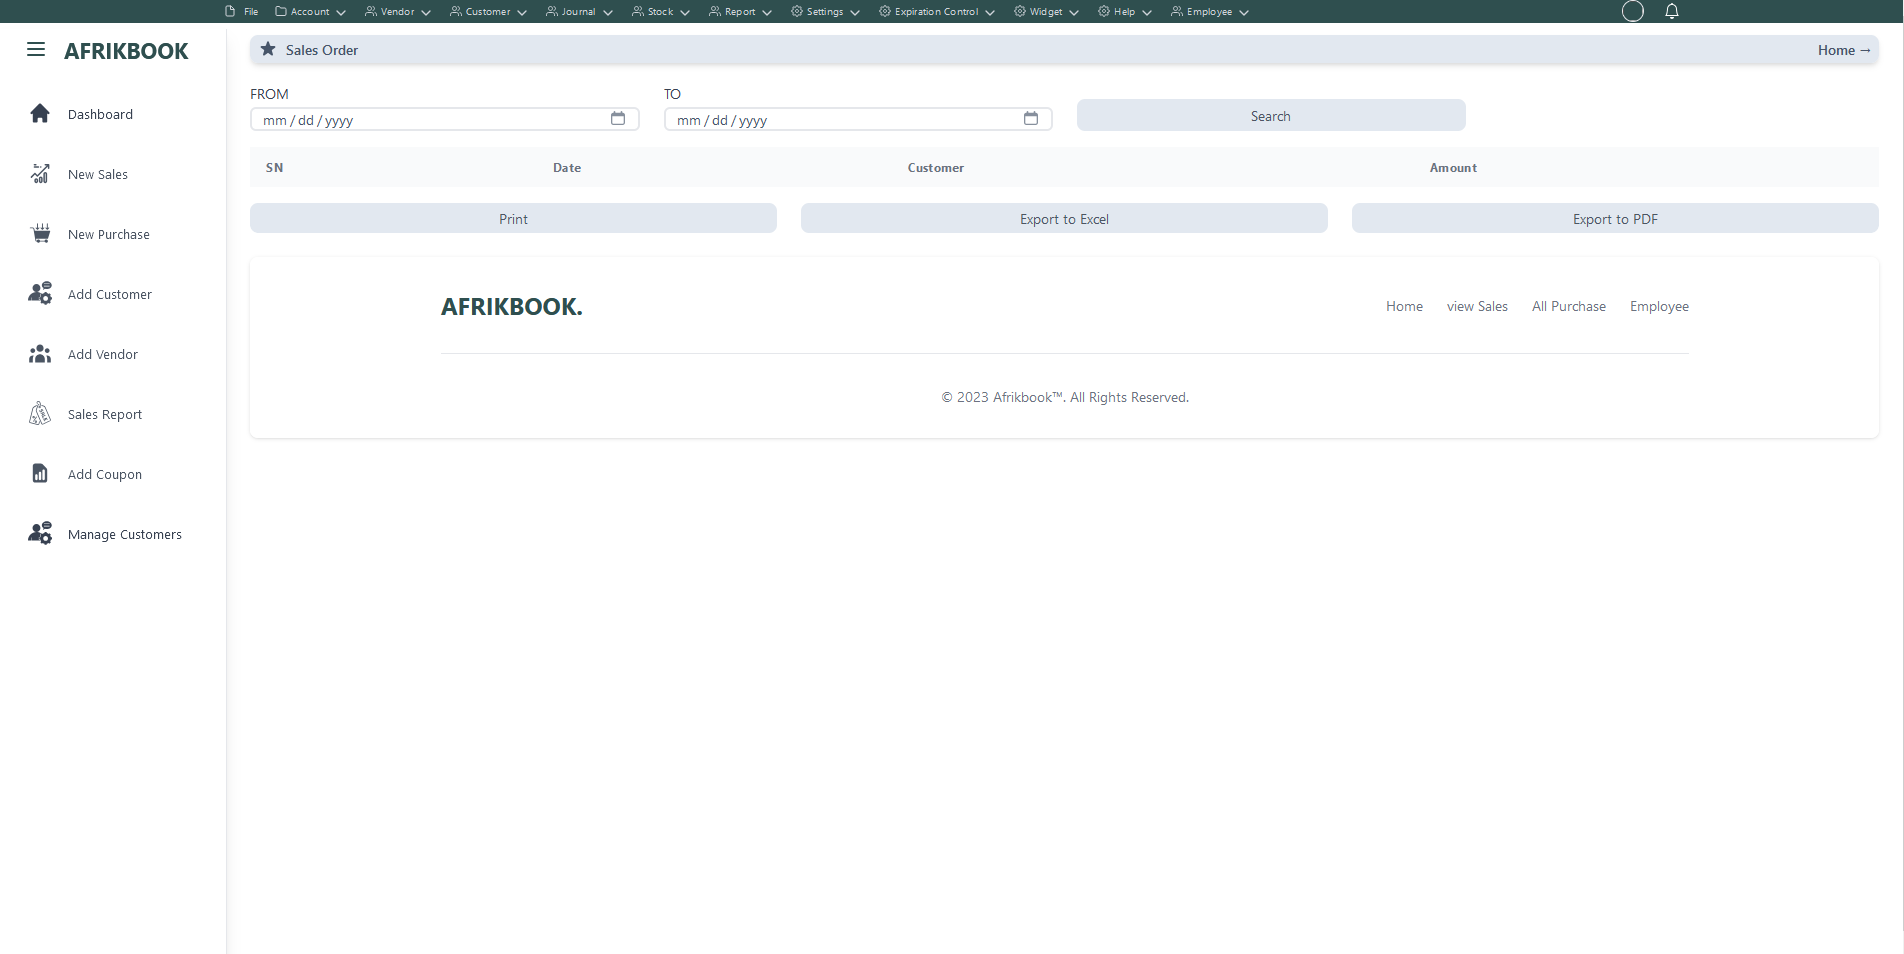 File Account Vendor Customer Journal Stock Report Settings Expiration Control Widget Help Employee
AFRIKBOOK
Dashboard
New Sales
New Purchase
Add Customer
Add Vendor
Sales Report
Add Coupon
Manage Customers
Sales Order Home →
FROM TO
mm/dd/yyyy mm/dd/yyyy Search
SN Date Customer Amount
Print Export to Excel Export to PDF
AFRIKBOOK. Home view Sales All Purchase Employee
© 2023 Afrikbook™. All Rights Reserved.